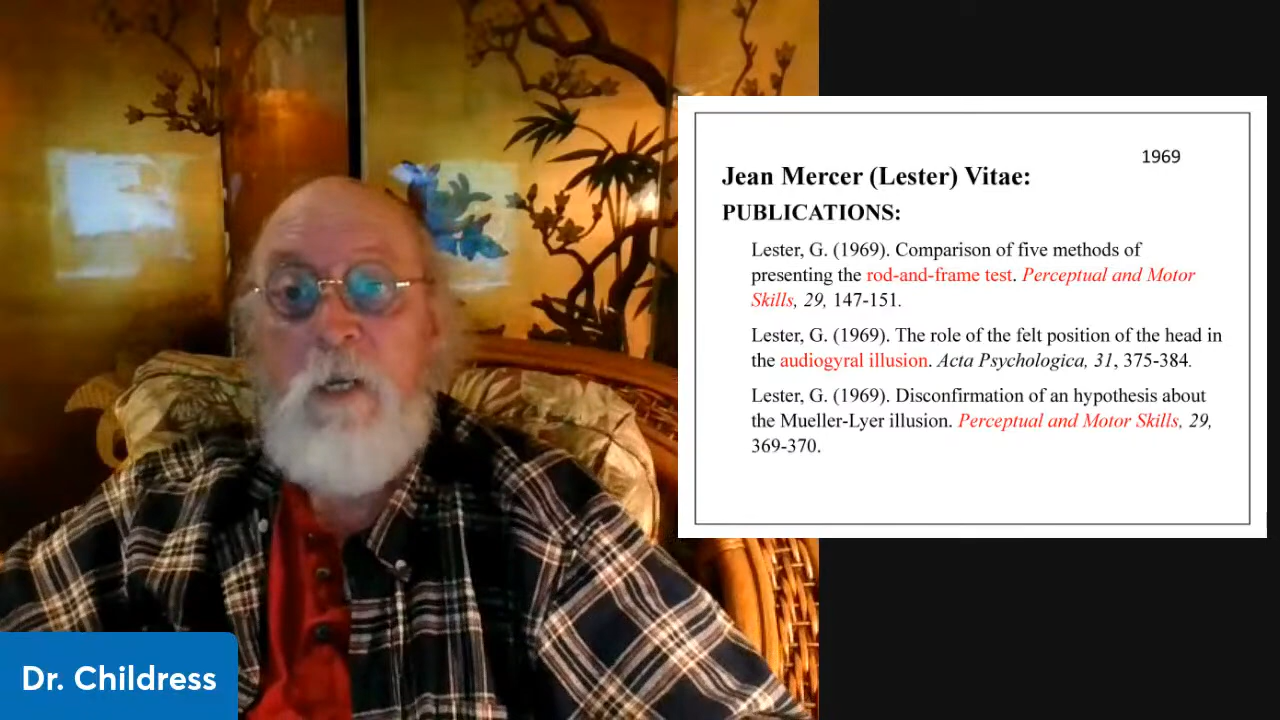 1969
Jean Mercer (Lester) Vitae:
PUBLICATIONS:
Lester, G. (1969). Comparison of five methods of
presenting the rod-and-frame test. Perceptual and Motor
Skills, 29, 147-151.
Lester, G. (1969). The role of the felt position of the head in
the audiogyral illusion. Acta Psychologica, 31, 375-384.
Lester, G. (1969). Disconfirmation of an hypothesis about
the Mueller-Lyer illusion. Perceptual and Motor Skills, 29,
369-370.
Dr. Childress